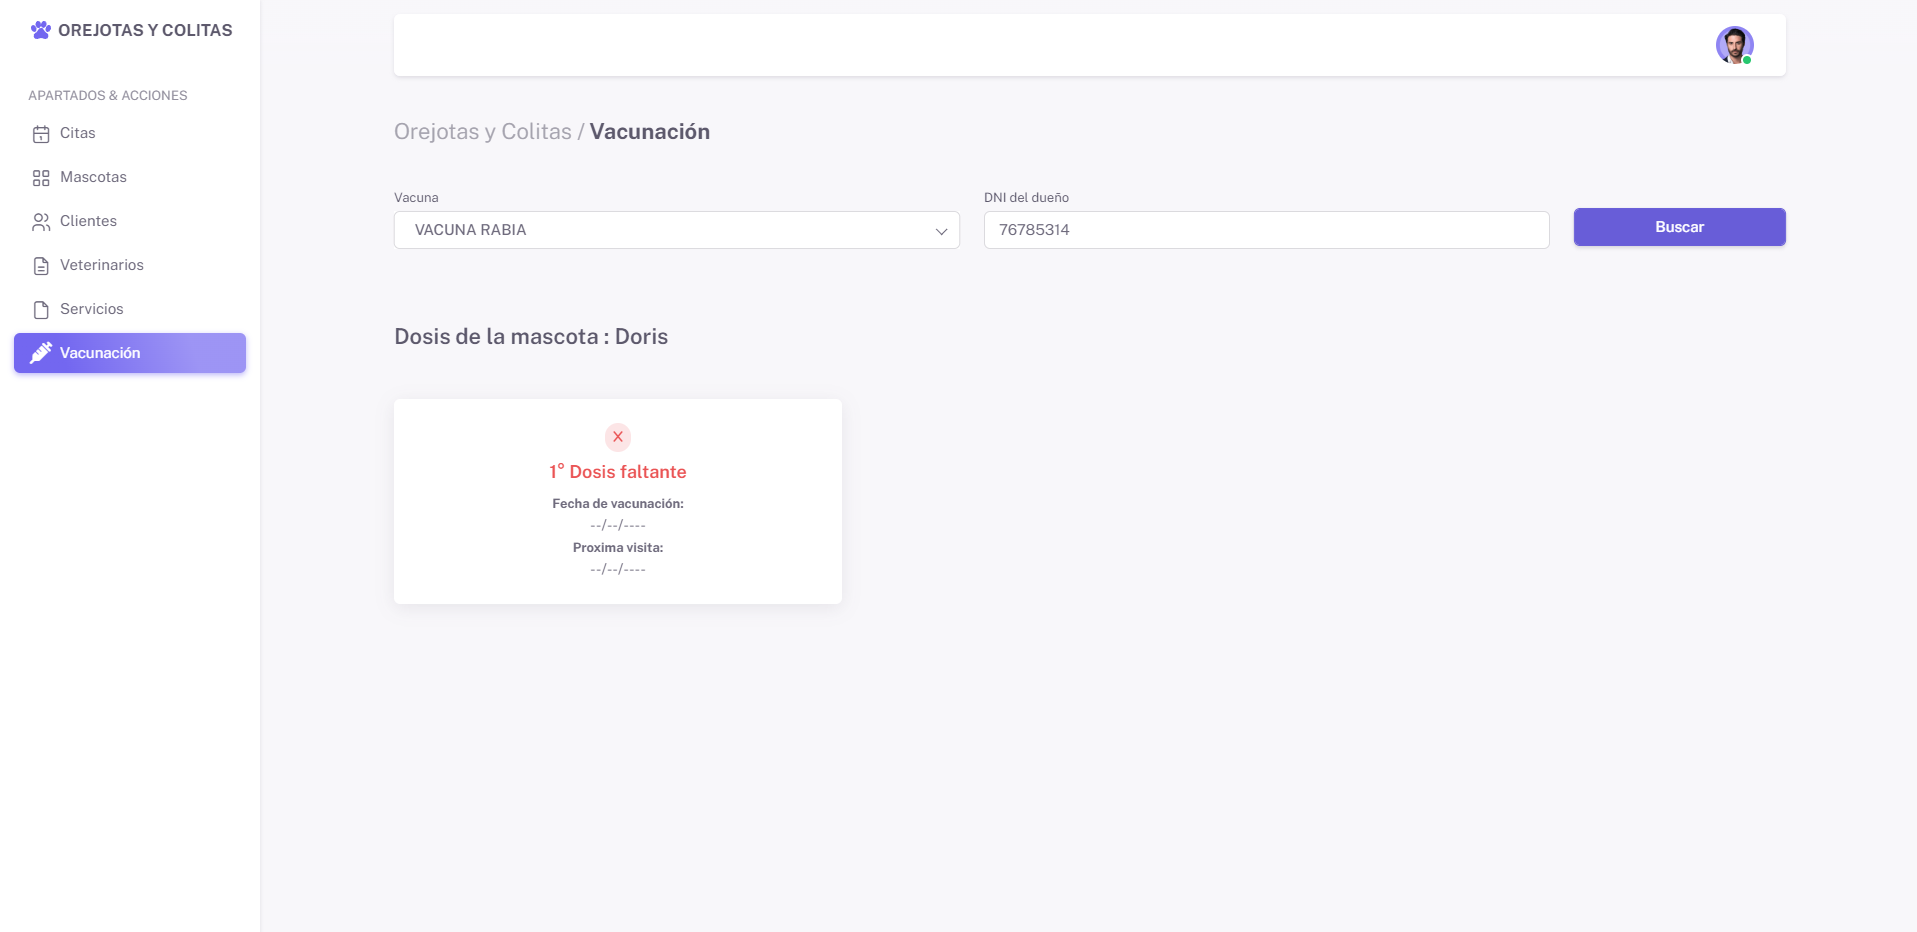 OREJOTAS Y COLITAS
APARTADOS & ACCIONES
Citas
Mascotas
Clientes
Veterinarios
Servicios
Vacunación
Orejotas y Colitas / Vacunación
Vacuna
VACUNA RABIA
DNI del dueño
76785314
Buscar
Dosis de la mascota : Doris
X
1° Dosis faltante
Fecha de vacunación:
--/--/----
Proxima visita:
--/--/----